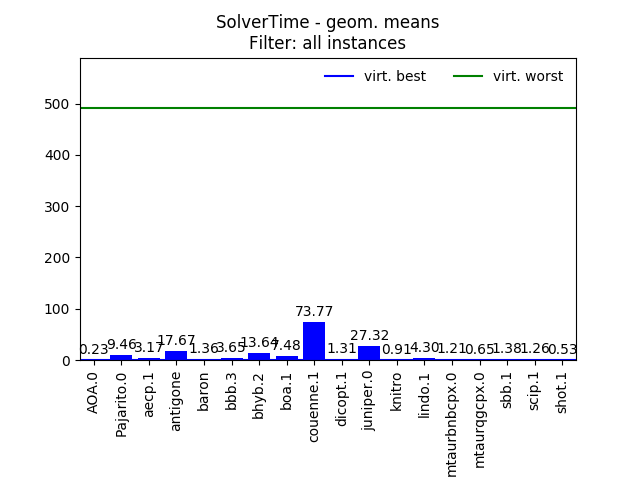 SolverTime - geom. means
Filter: all instances
virt. best
virt. worst
500
400
300
200
100
0
0.23
9.46
3.17
17.67
1.36
3.65
13.64
7.48
73.77
1.31
27.32
0.91
4.30
1.21
0.65
1.38
1.26
0.53
AOA.0
Pajarito.0
aecp.1
antigone
baron
bbb.3
bhyb.2
boa.1
couenne.1
dicopt.1
juniper.0
knitro
lindo.1
mtaurbnbcpx.0
mtaurqgcpx.0
sbb.1
scip.1
shot.1